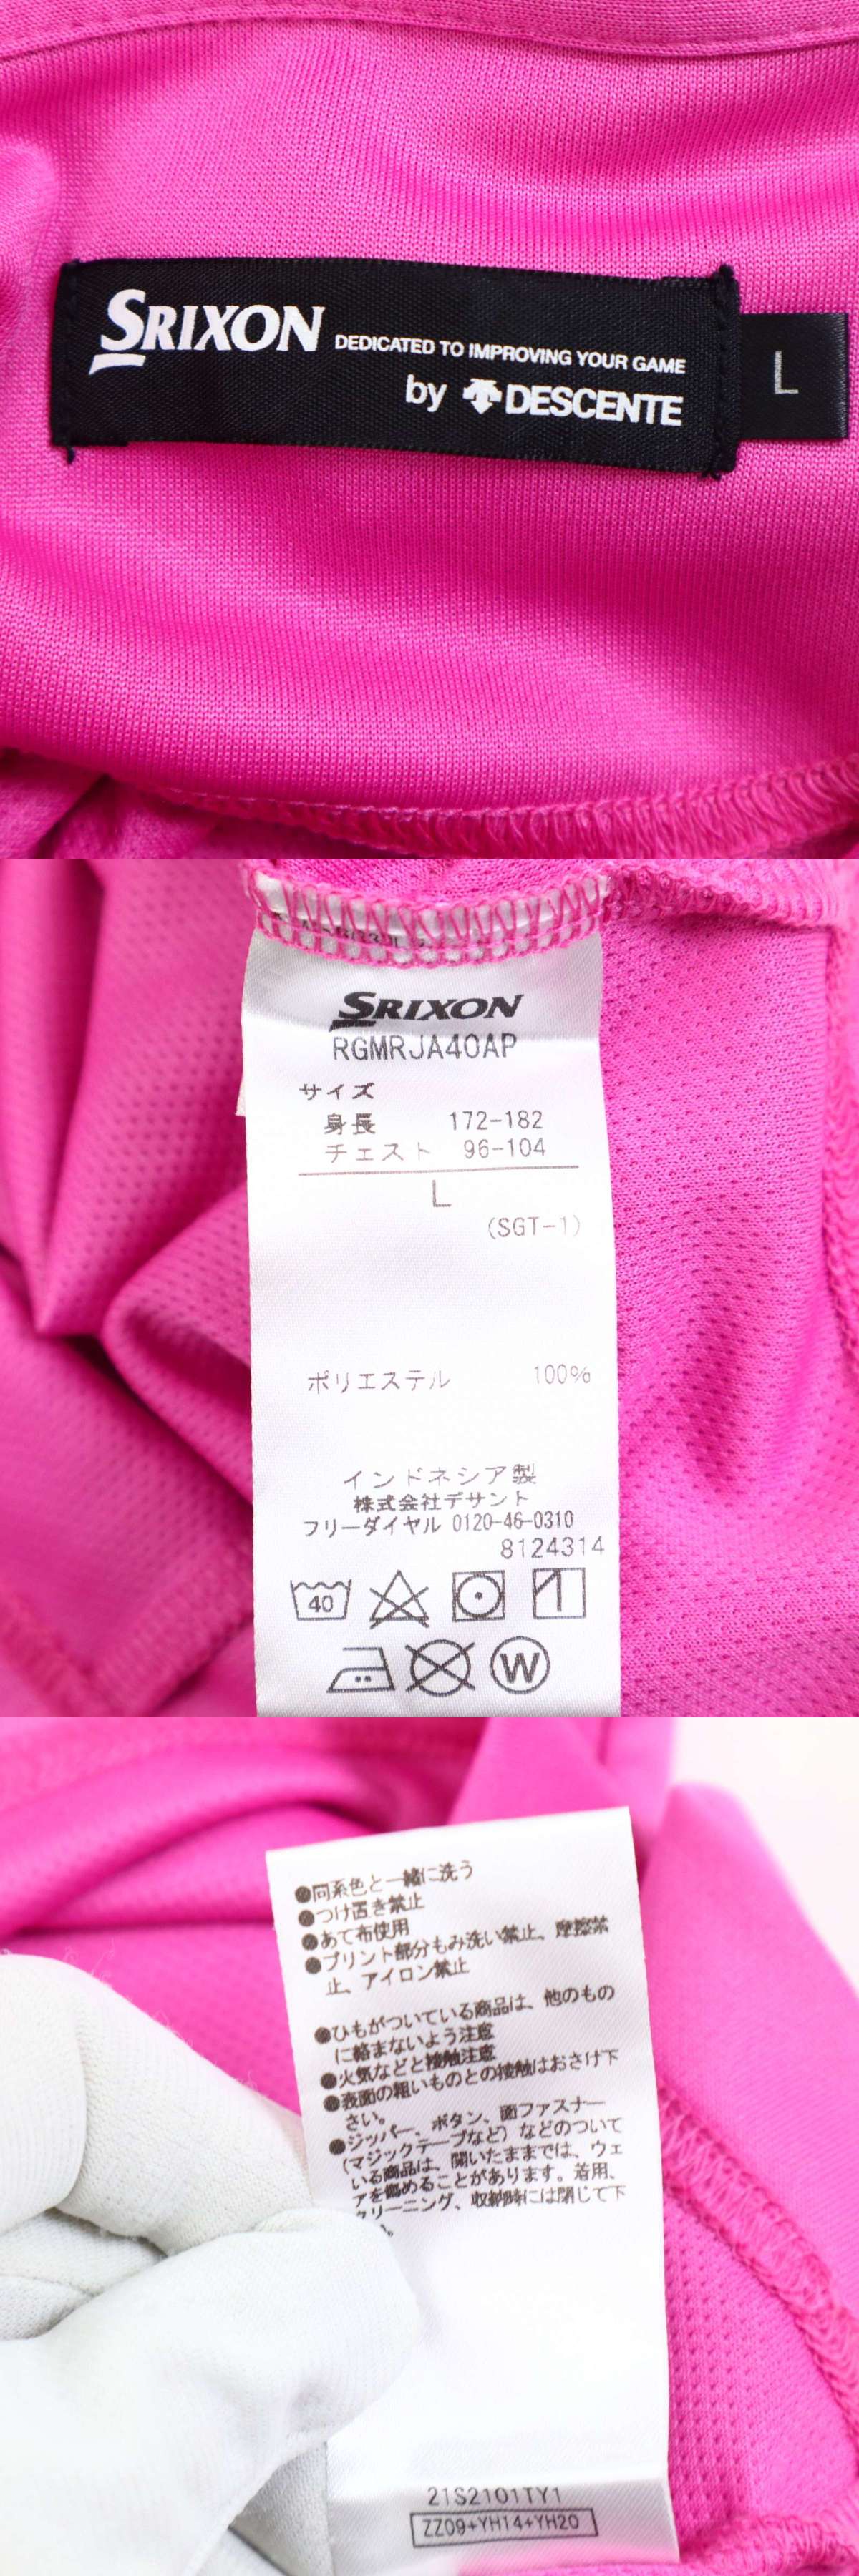 SRIXON DEDICATED TO IMPROVING YOUR GAME
by DESCENTE
L
SRIXON
RGMRJA40AP
サイズ
身長 172-182
チェスト 96-104
L
(SGT-1)
ポリエステル 100%
インドネシア製
株式会社デサント
フリーダイヤル 0120-46-0310
8124314
40
W
●同系色と一緒に洗う
●つけ置き禁止
●あて布使用
●プリント部分もみ洗い禁止、摩擦禁
止、アイロン禁止
●ひもがついている商品は、他のもの
に絡まないよう注意
●火気などと接触注意
●表面の粗いものとの接触はおさけ下
さい。
●ジッパー、ボタン、面ファスナー
(マジックテープなど)などのついて
いる商品は、開いたままでは、ウェ
アを傷めることがあります。着用、
クリーニング、収納時には閉じて下
21S2101TY1
ZZ09+YH14+YH20